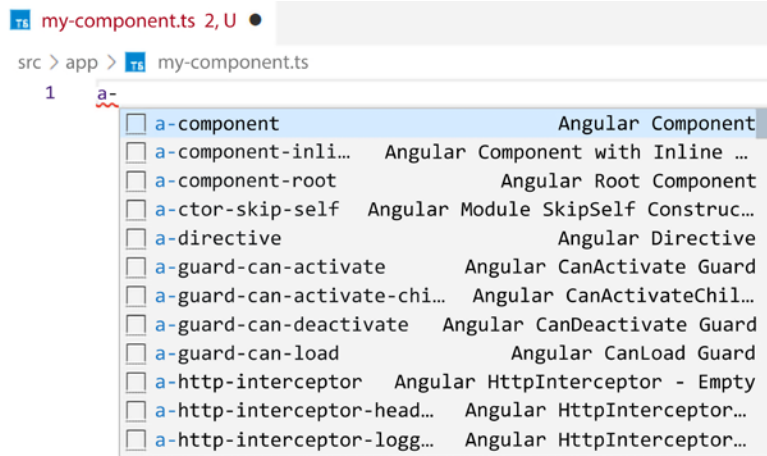 TS my-component.ts 2, U ●
src > app > TS my-component.ts
1 a-
a-component Angular Component
a-component-inli… Angular Component with Inline …
a-component-root Angular Root Component
a-ctor-skip-self Angular Module SkipSelf Construc…
a-directive Angular Directive
a-guard-can-activate Angular CanActivate Guard
a-guard-can-activate-chi… Angular CanActivateChil…
a-guard-can-deactivate Angular CanDeactivate Guard
a-guard-can-load Angular CanLoad Guard
a-http-interceptor Angular HttpInterceptor - Empty
a-http-interceptor-head… Angular HttpInterceptor…
a-http-interceptor-logg… Angular HttpInterceptor…